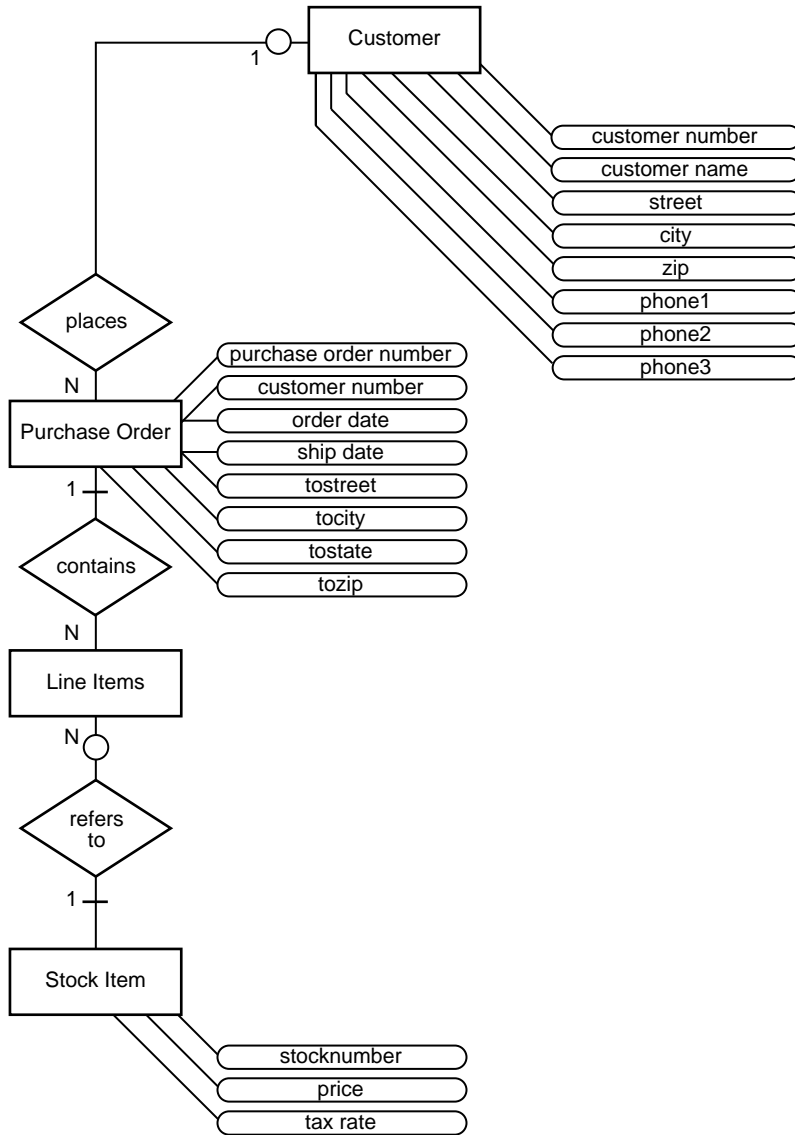 Customer
1
customer number
customer name
street
city
zip
phone1
phone2
phone3
places
N
purchase order number
customer number
order date
ship date
tostreet
tocity
tostate
tozip
Purchase Order
1
contains
N
Line Items
N
refers
to
1
Stock Item
stocknumber
price
tax rate